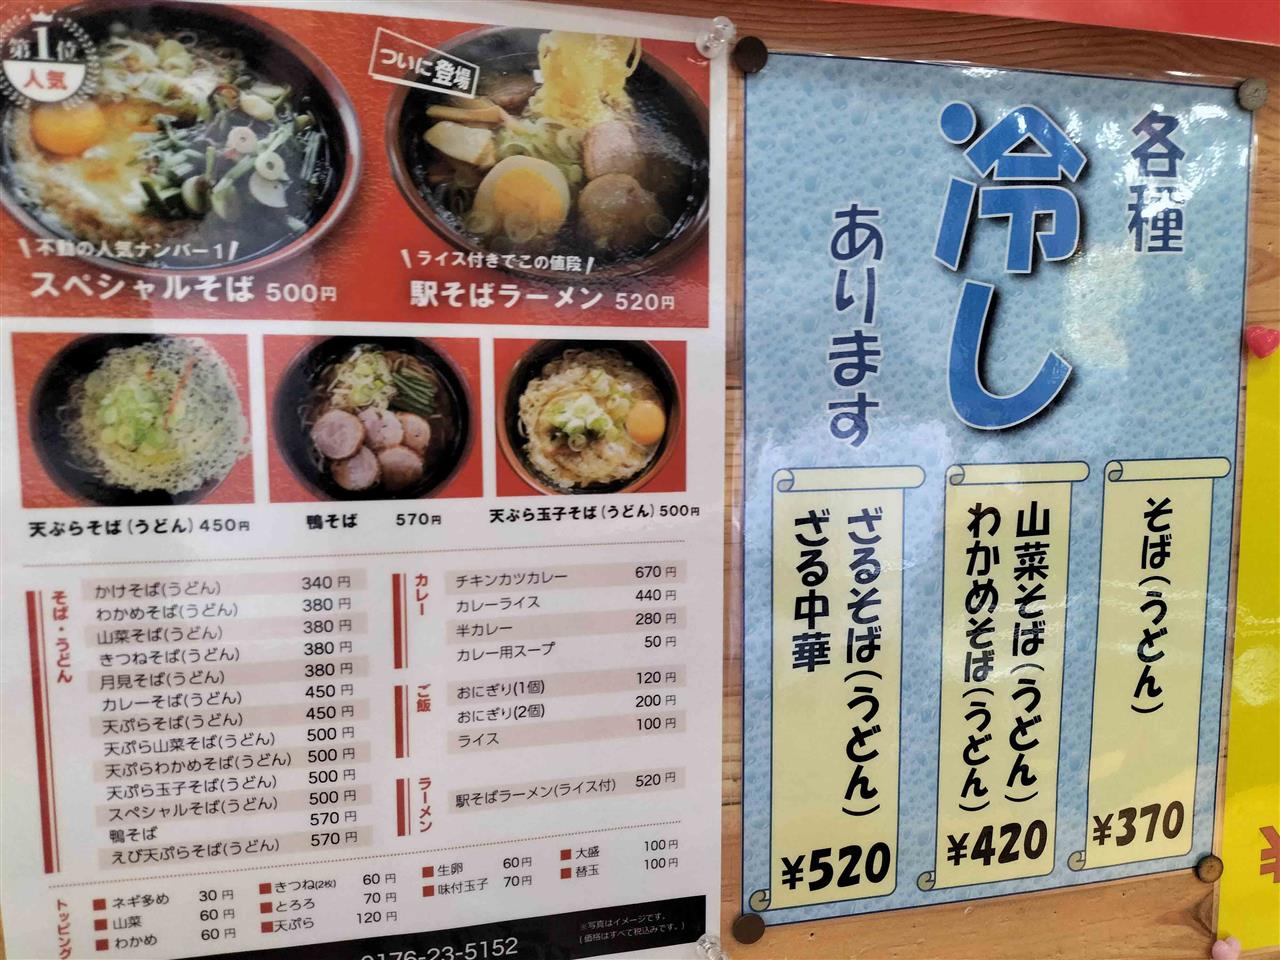 第1位
人気
ついに登場
不動の人気ナンバー1
スペシャルそば 500円
ライス付きでこの値段
駅そばラーメン 520円
天ぷらそば(うどん) 450円
鴨そば 570円
天ぷら玉子そば(うどん) 500円
そば・うどん
かけそば(うどん) 340円
わかめそば(うどん) 380円
山菜そば(うどん) 380円
きつねそば(うどん) 380円
月見そば(うどん) 380円
カレーそば(うどん) 450円
天ぷらそば(うどん) 450円
天ぷら山菜そば(うどん) 500円
天ぷらわかめそば(うどん) 500円
天ぷら玉子そば(うどん) 500円
スペシャルそば(うどん) 500円
鴨そば 570円
えび天ぷらそば(うどん) 570円
カレー
チキンカツカレー 670円
カレーライス 440円
半カレー 280円
カレー用スープ 50円
ご飯
おにぎり(1個) 120円
おにぎり(2個) 200円
ライス 100円
ラーメン
駅そばラーメン(ライス付) 520円
トッピング
ネギ多め 30円
山菜 60円
わかめ 60円
きつね(2枚) 60円
とろろ 70円
天ぷら 120円
生卵 60円
味付玉子 70円
大盛 100円
替玉 100円
※写真はイメージです。
(価格はすべて税込みです。)
0176-23-5152
各種
冷し
あります
そば(うどん)
¥370
山菜そば(うどん)
わかめそば(うどん)
¥420
ざるそば(うどん)
ざる中華
¥520